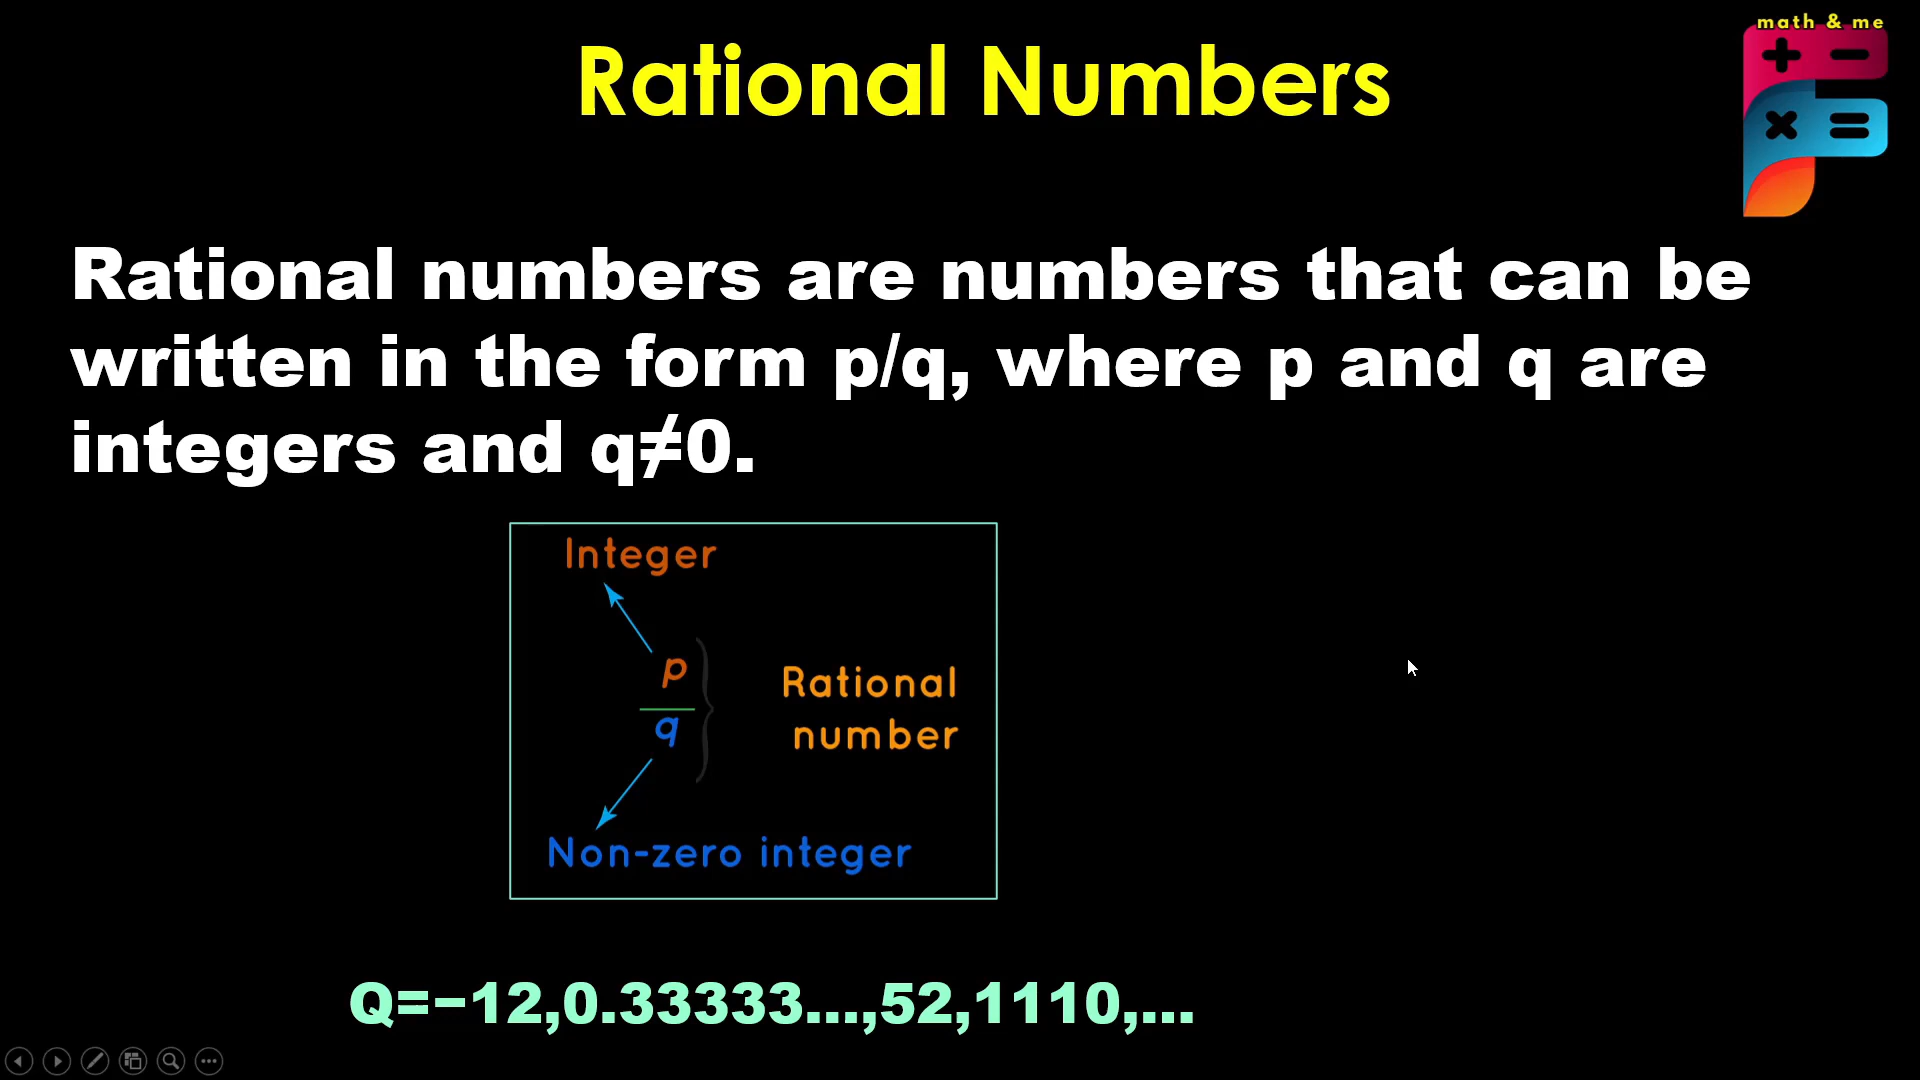 math & me
Rational Numbers
Rational numbers are numbers that can be
written in the form p/q, where p and q are
integers and q≠0.
Integer
p
q
Rational
number
Non-zero integer
Q=−12,0.33333...,52,1110,...